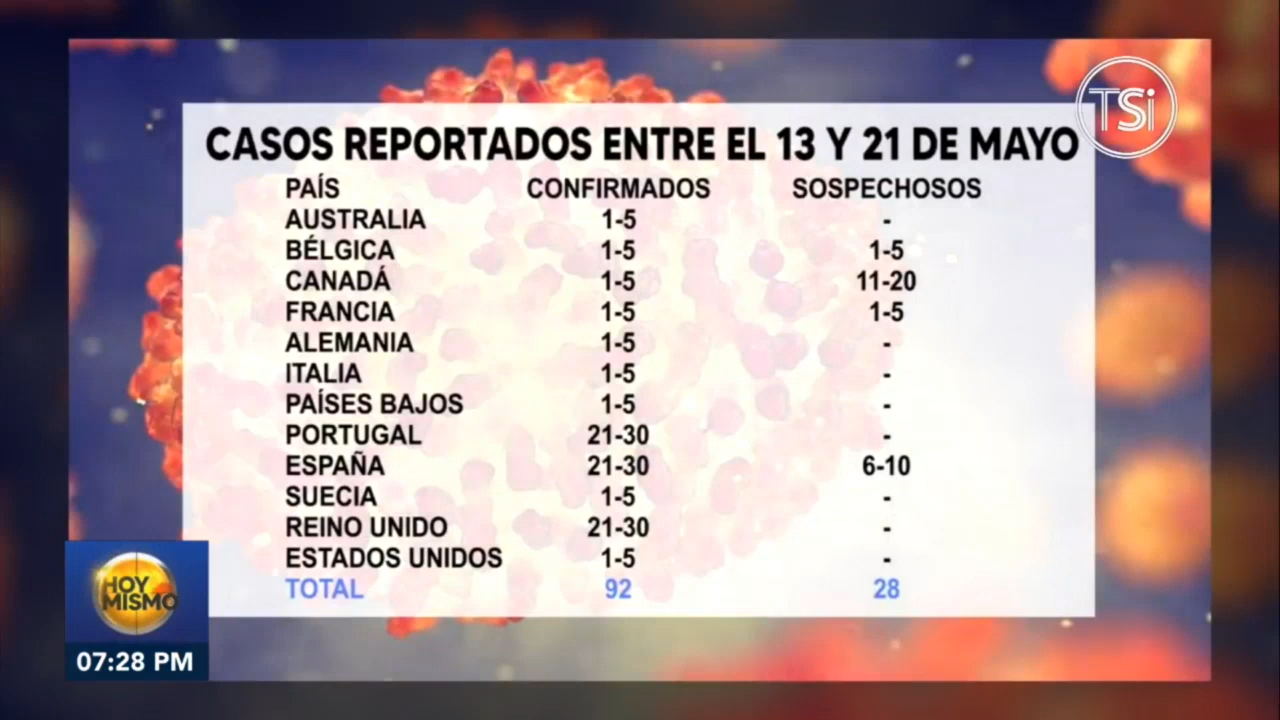 TSi
CASOS REPORTADOS ENTRE EL 13 Y 21 DE MAYO
PAÍS CONFIRMADOS SOSPECHOSOS
AUSTRALIA 1-5 -
BÉLGICA 1-5 1-5
CANADÁ 1-5 11-20
FRANCIA 1-5 1-5
ALEMANIA 1-5 -
ITALIA 1-5 -
PAÍSES BAJOS 1-5 -
PORTUGAL 21-30 -
ESPAÑA 21-30 6-10
SUECIA 1-5 -
REINO UNIDO 21-30 -
ESTADOS UNIDOS 1-5 -
TOTAL 92 28
HOY
MISMO
07:28 PM